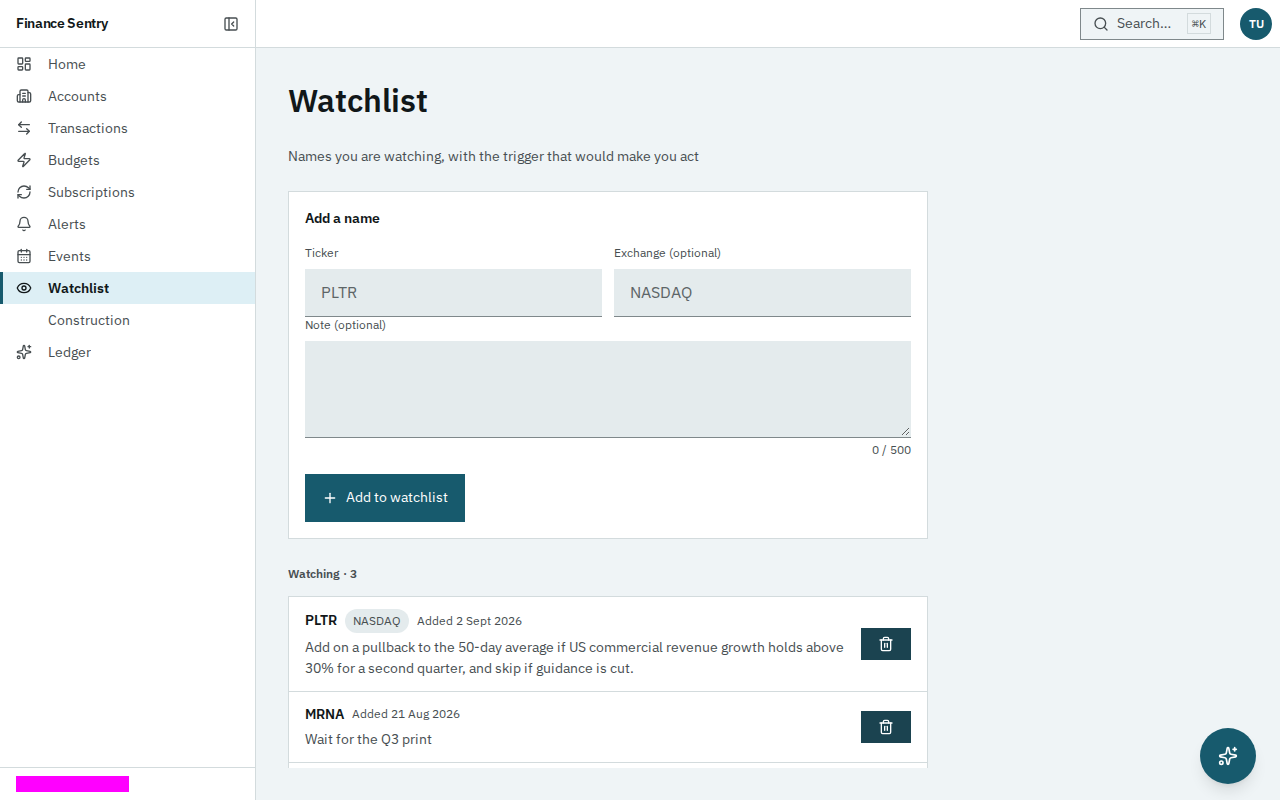 Finance Sentry
Search...
⌘K
TU
Home
Accounts
Transactions
Budgets
Subscriptions
Alerts
Events
Watchlist
Construction
Ledger
Watchlist
Names you are watching, with the trigger that would make you act
Add a name
Ticker
Exchange (optional)
PLTR
NASDAQ
Note (optional)
0 / 500
Add to watchlist
Watching · 3
PLTR NASDAQ Added 2 Sept 2026
Add on a pullback to the 50-day average if US commercial revenue growth holds above
30% for a second quarter, and skip if guidance is cut.
MRNA Added 21 Aug 2026
Wait for the Q3 print